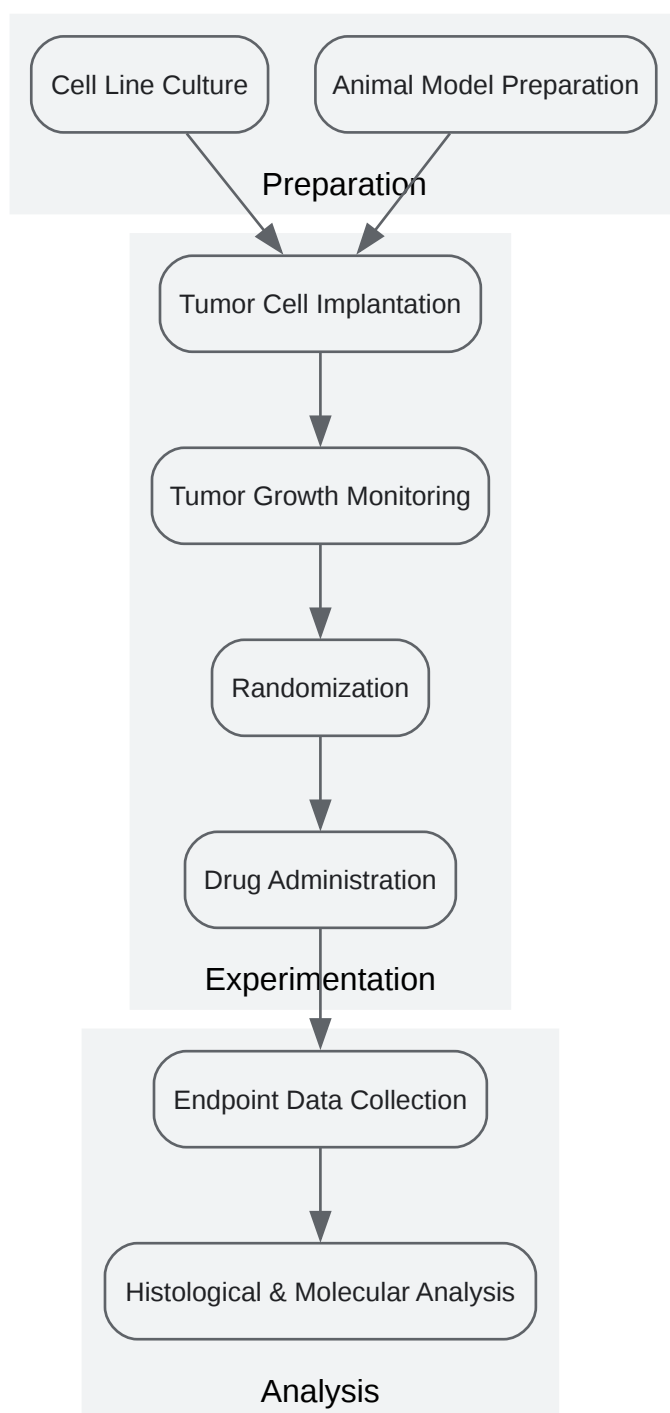 Cell Line Culture
Animal Model Preparation
Preparation
Tumor Cell Implantation
Tumor Growth Monitoring
Randomization
Drug Administration
Experimentation
Endpoint Data Collection
Histological & Molecular Analysis
Analysis